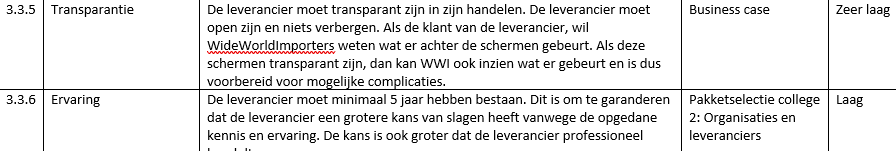 3.3.5 Transparantie De leverancier moet transparant zijn in zijn handelen. De leverancier moet Business case Zeer laag
open zijn en niets verbergen. Als de klant van de leverancier, wil
WideWorldImporters weten wat er achter de schermen gebeurt. Als deze
schermen transparant zijn, dan kan WWI ook inzien wat er gebeurt en is dus
voorbereid voor mogelijke complicaties.
3.3.6 Ervaring De leverancier moet minimaal 5 jaar hebben bestaan. Dit is om te garanderen Pakketselectie college Laag
dat de leverancier een grotere kans van slagen heeft vanwege de opgedane 2: Organisaties en
kennis en ervaring. De kans is ook groter dat de leverancier professioneel leveranciers